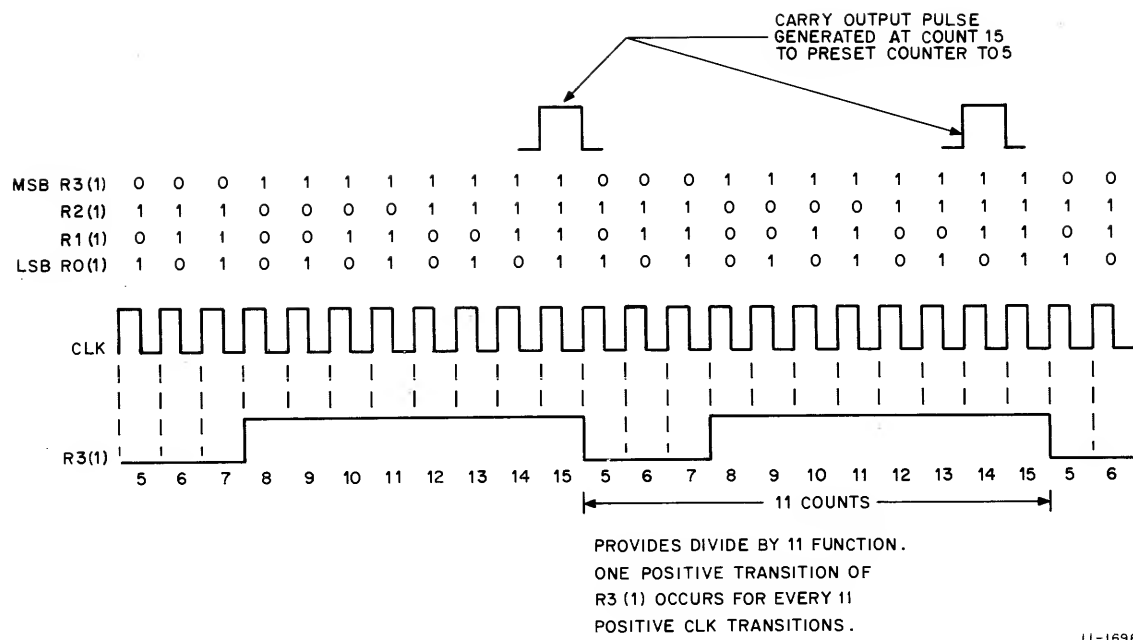 CARRY OUTPUT PULSE
GENERATED AT COUNT 15
TO PRESET COUNTER TO 5
MSB R3(1) 0 0 0 1 1 1 1 1 1 1 1 0 0 0 1 1 1 1 1 1 1 1 0 0
R2(1) 1 1 1 0 0 0 0 1 1 1 1 1 1 1 0 0 0 0 1 1 1 1 1 1
R1(1) 0 1 1 0 0 1 1 0 0 1 1 0 1 1 0 0 1 1 0 0 1 1 0 1
LSB R0(1) 1 0 1 0 1 0 1 0 1 0 1 1 0 1 0 1 0 1 0 1 0 1 1 0
CLK
R3(1)
5 6 7 8 9 10 11 12 13 14 15 5 6 7 8 9 10 11 12 13 14 15 5 6
11 COUNTS
PROVIDES DIVIDE BY 11 FUNCTION.
ONE POSITIVE TRANSITION OF
R3 (1) OCCURS FOR EVERY 11
POSITIVE CLK TRANSITIONS.